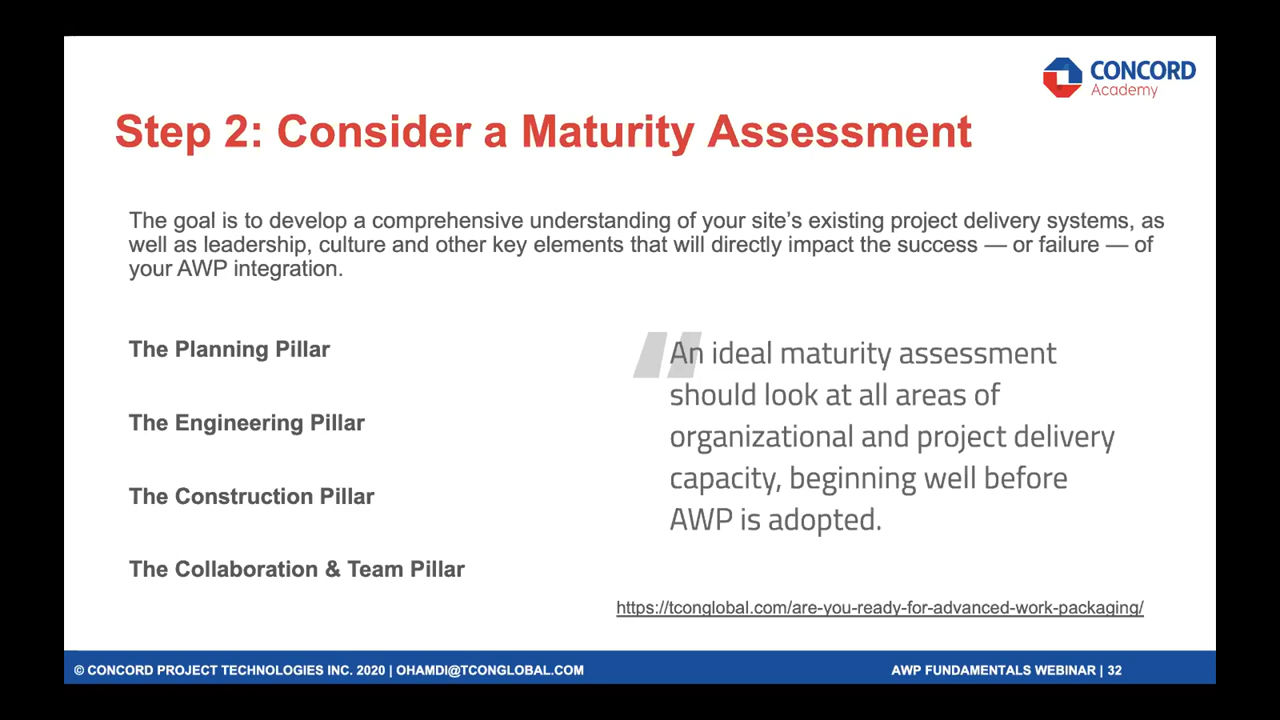 CONCORD
Academy
Step 2: Consider a Maturity Assessment
The goal is to develop a comprehensive understanding of your site's existing project delivery systems, as
well as leadership, culture and other key elements that will directly impact the success — or failure — of
your AWP integration.
The Planning Pillar
The Engineering Pillar
The Construction Pillar
The Collaboration & Team Pillar
"An ideal maturity assessment
should look at all areas of
organizational and project delivery
capacity, beginning well before
AWP is adopted.
https://tconglobal.com/are-you-ready-for-advanced-work-packaging/
© CONCORD PROJECT TECHNOLOGIES INC. 2020 | OHAMDI@TCONGLOBAL.COM
AWP FUNDAMENTALS WEBINAR | 32